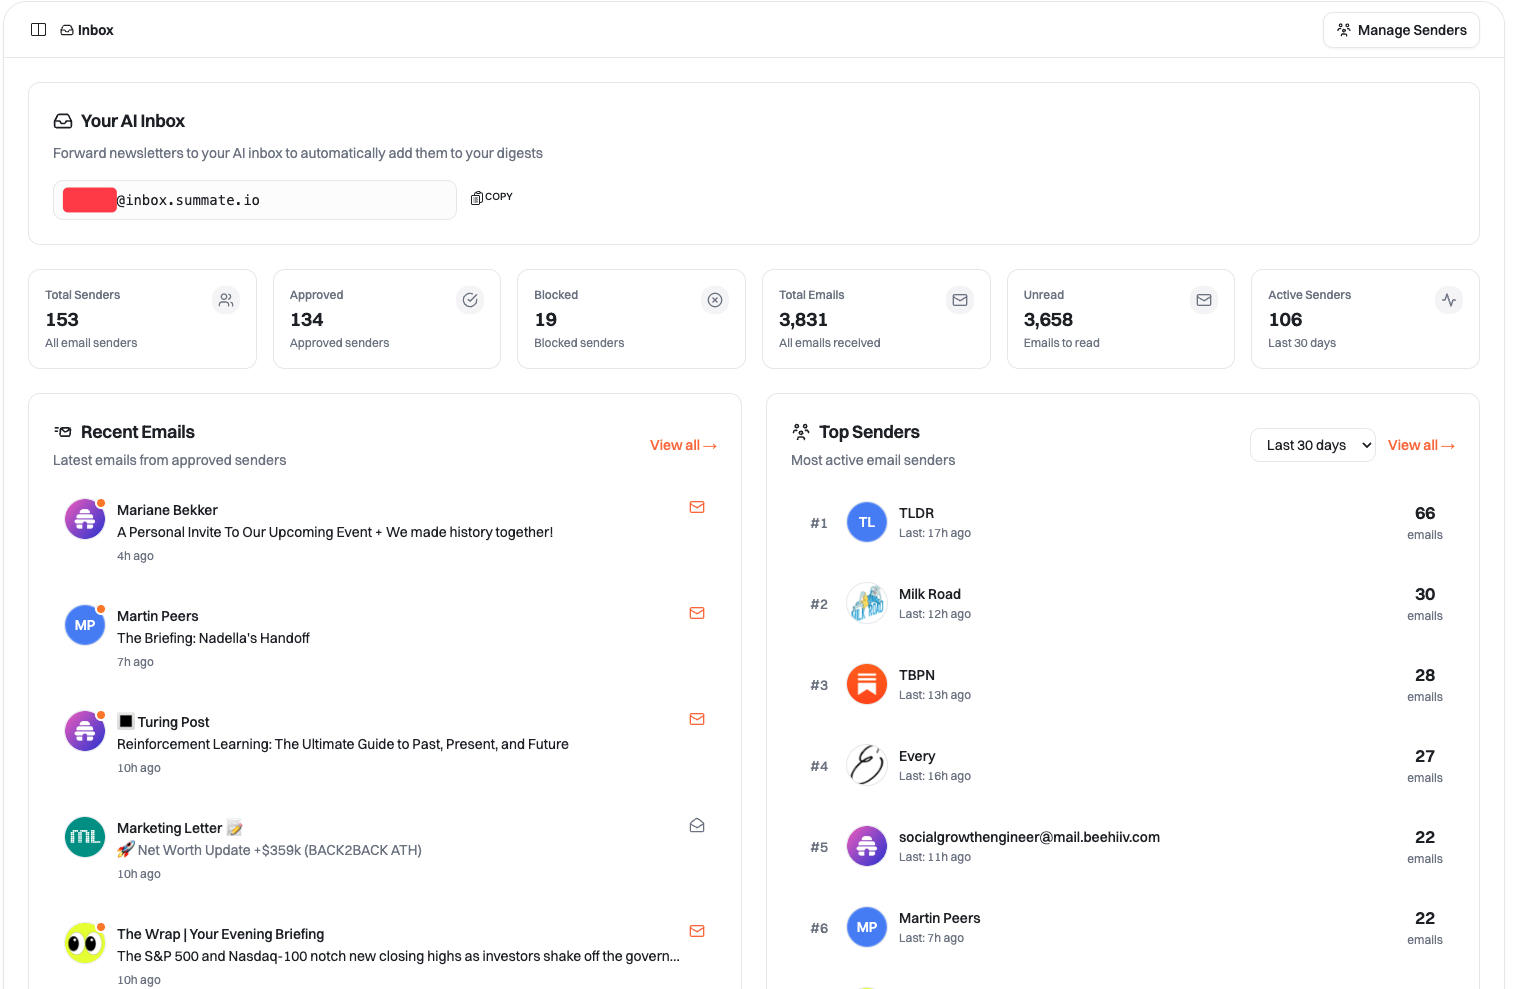 Inbox
Manage Senders
Your AI Inbox
Forward newsletters to your AI inbox to automatically add them to your digests
@inbox.summate.io
COPY
Total Senders
153
All email senders
Approved
134
Approved senders
Blocked
19
Blocked senders
Total Emails
3,831
All emails received
Unread
3,658
Emails to read
Active Senders
106
Last 30 days
Recent Emails
Latest emails from approved senders
View all →
Mariane Bekker
A Personal Invite To Our Upcoming Event + We made history together!
4h ago
MP
Martin Peers
The Briefing: Nadella's Handoff
7h ago
🔳 Turing Post
Reinforcement Learning: The Ultimate Guide to Past, Present, and Future
10h ago
ML
Marketing Letter 📝
🚀 Net Worth Update +$359k (BACK2BACK ATH)
10h ago
The Wrap | Your Evening Briefing
The S&P 500 and Nasdaq-100 notch new closing highs as investors shake off the govern...
10h ago
Top Senders
Most active email senders
Last 30 days
View all →
#1
TL
TLDR
Last: 17h ago
66
emails
#2
MILK ROAD
Milk Road
Last: 12h ago
30
emails
#3
TBPN
Last: 13h ago
28
emails
#4
Every
Last: 16h ago
27
emails
#5
socialgrowthengineer@mail.beehiiv.com
Last: 11h ago
22
emails
#6
MP
Martin Peers
Last: 7h ago
22
emails